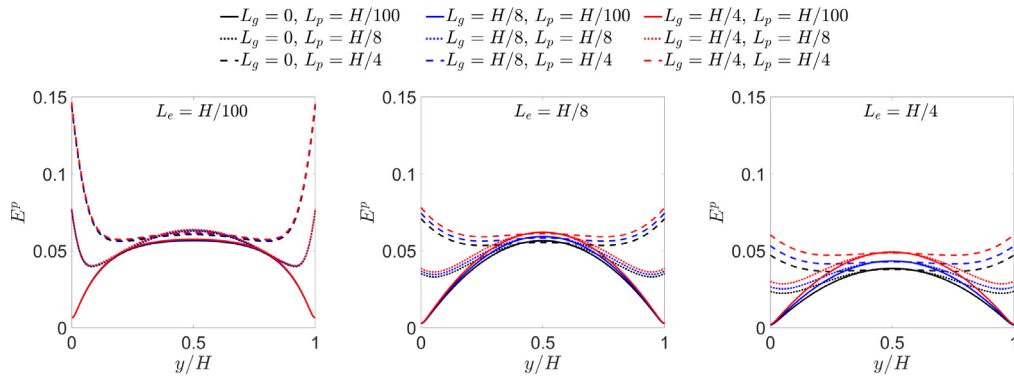 L_g = 0, L_p = H/100 L_g = H/8, L_p = H/100 L_g = H/4, L_p = H/100
L_g = 0, L_p = H/8 L_g = H/8, L_p = H/8 L_g = H/4, L_p = H/8
L_g = 0, L_p = H/4 L_g = H/8, L_p = H/4 L_g = H/4, L_p = H/4
L_e = H/100
0.15
0.1
0.05
0
E^p
0 0.5 1
y/H
L_e = H/8
0.15
0.1
0.05
0
E^p
0 0.5 1
y/H
L_e = H/4
0.15
0.1
0.05
0
E^p
0 0.5 1
y/H